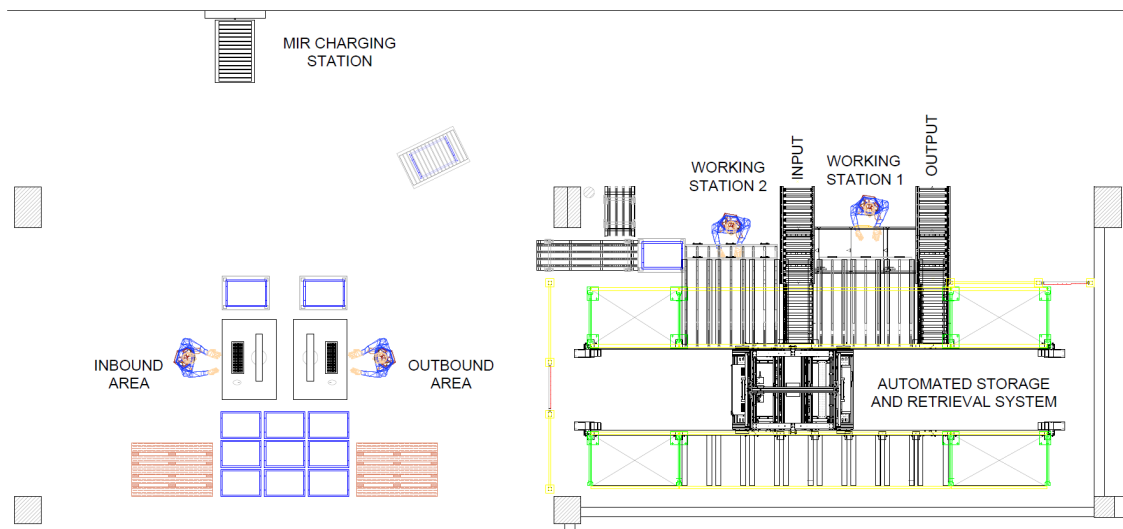 MIR CHARGING
STATION
WORKING
STATION 2
INPUT
WORKING
STATION 1
OUTPUT
INBOUND
AREA
OUTBOUND
AREA
AUTOMATED STORAGE
AND RETRIEVAL SYSTEM